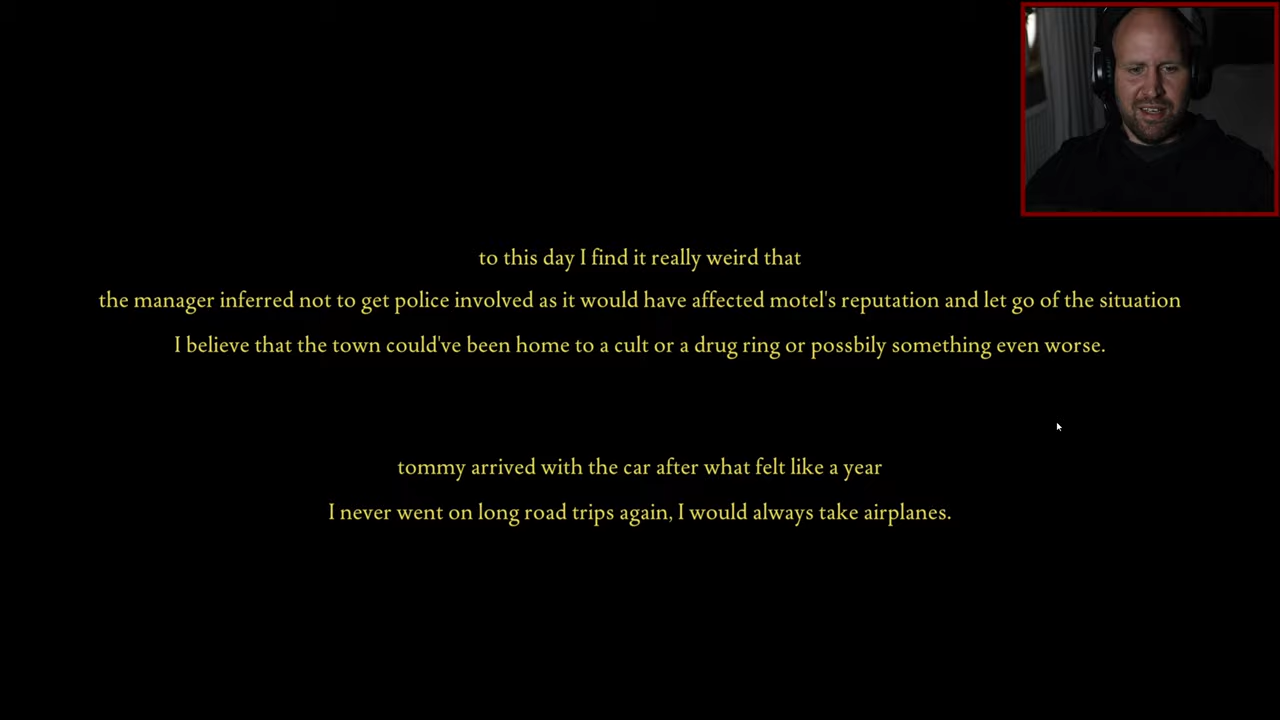 to this day I find it really weird that
the manager inferred not to get police involved as it would have affected motel's reputation and let go of the situation
I believe that the town could've been home to a cult or a drug ring or possbily something even worse.
tommy arrived with the car after what felt like a year
I never went on long road trips again, I would always take airplanes.